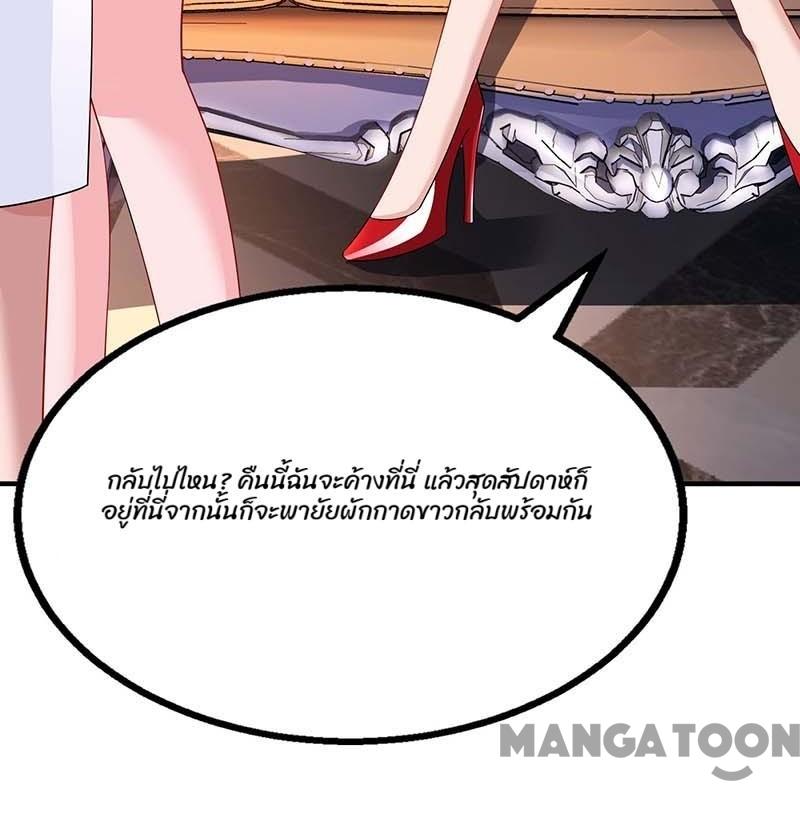 กลับไปไหน? คืนนี้ฉันจะค้างที่นี่ แล้วสุดสัปดาห์ก็
อยู่ที่นี่จากนั้นก็จะพายัยผักกาดขาวกลับพร้อมกัน
MANGATOON